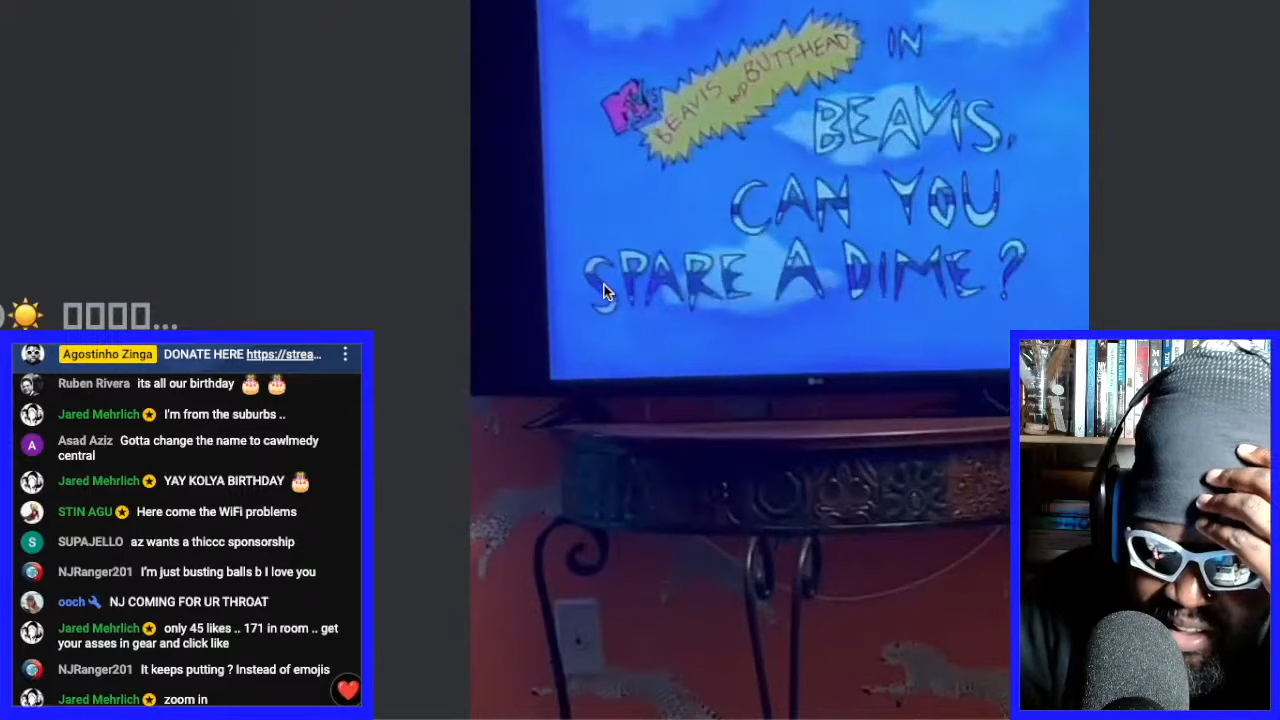 MTV's
BEAVIS AND BUTT-HEAD
IN
BEAVIS,
CAN YOU
SPARE A DIME?
...
Agostinho Zinga DONATE HERE https://strea...
Ruben Rivera its all our birthday 🎂 🎂
Jared Mehrlich I'm from the suburbs ..
A Asad Aziz Gotta change the name to cawlmedy
central
Jared Mehrlich YAY KOLYA BIRTHDAY 🎂
STIN AGU Here come the WiFi problems
S SUPAJELLO az wants a thiccc sponsorship
NJRanger201 I'm just busting balls b I love you
ooch NJ COMING FOR UR THROAT
Jared Mehrlich only 45 likes .. 171 in room .. get
your asses in gear and click like
NJRanger201 It keeps putting ? Instead of emojis
Jared Mehrlich zoom in
LG